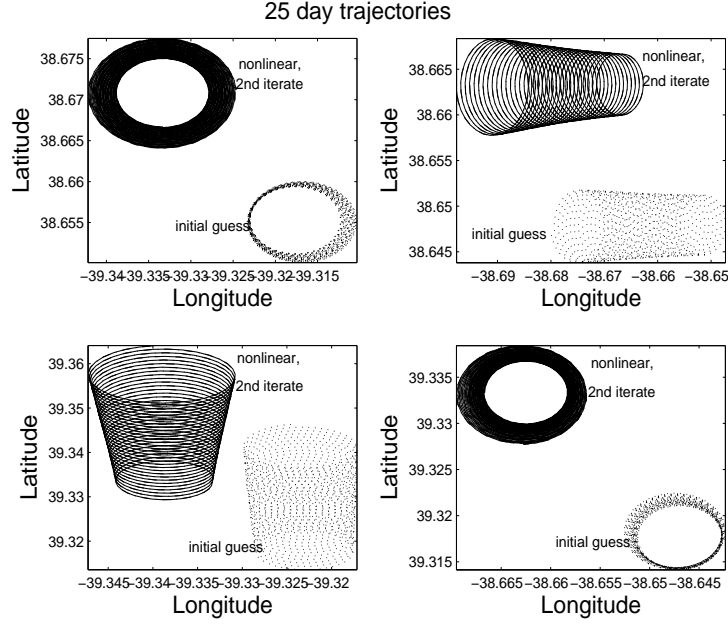 25 day trajectories
38.675
38.67
38.665
38.66
38.655
Latitude
nonlinear,
2nd iterate
initial guess
−39.34 −39.335 −39.33 −39.325 −39.32 −39.315
Longitude
38.665
38.66
38.655
38.65
38.645
Latitude
nonlinear,
2nd iterate
initial guess
−38.69 −38.68 −38.67 −38.66 −38.65
Longitude
39.36
39.35
39.34
39.33
39.32
Latitude
nonlinear,
2nd iterate
initial guess
−39.345 −39.34 −39.335 −39.33 −39.325 −39.32
Longitude
39.335
39.33
39.325
39.32
39.315
Latitude
nonlinear,
2nd iterate
initial guess
−38.665 −38.66 −38.655 −38.65 −38.645
Longitude